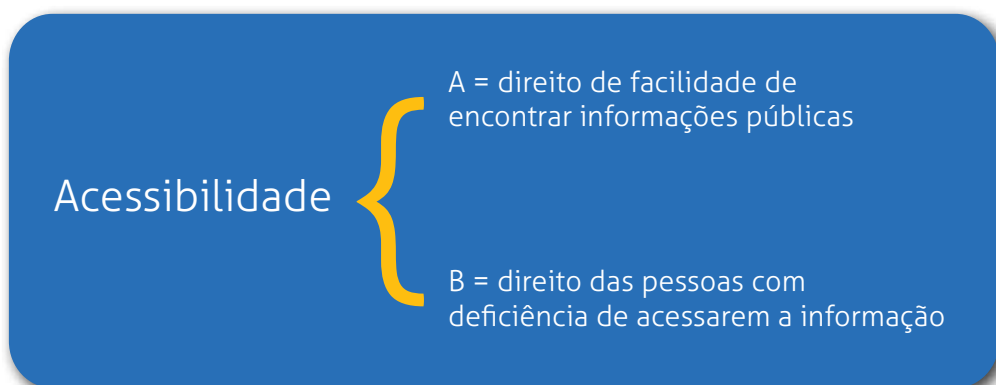 A = direito de facilidade de
encontrar informações públicas
Acessibilidade
B = direito das pessoas com
deficiência de acessarem a informação